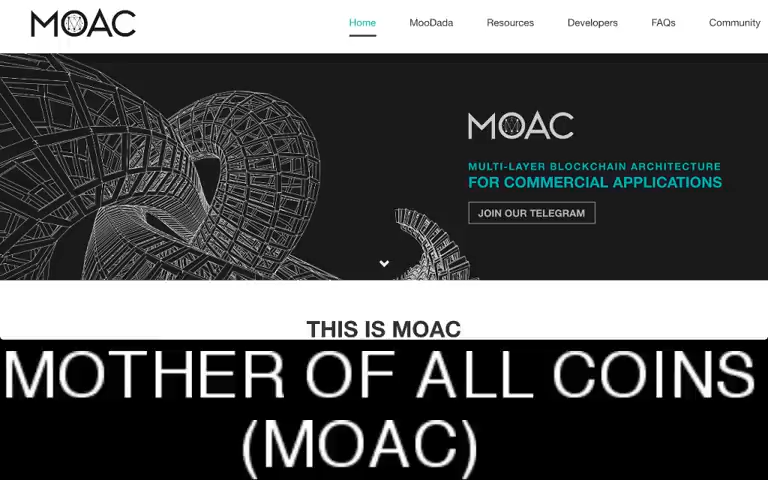 MOAC
Home MooDada Resources Developers FAQs Community
MOAC
MULTI-LAYER BLOCKCHAIN ARCHITECTURE
FOR COMMERCIAL APPLICATIONS
JOIN OUR TELEGRAM
THIS IS MOAC
MOTHER OF ALL COINS
(MOAC)